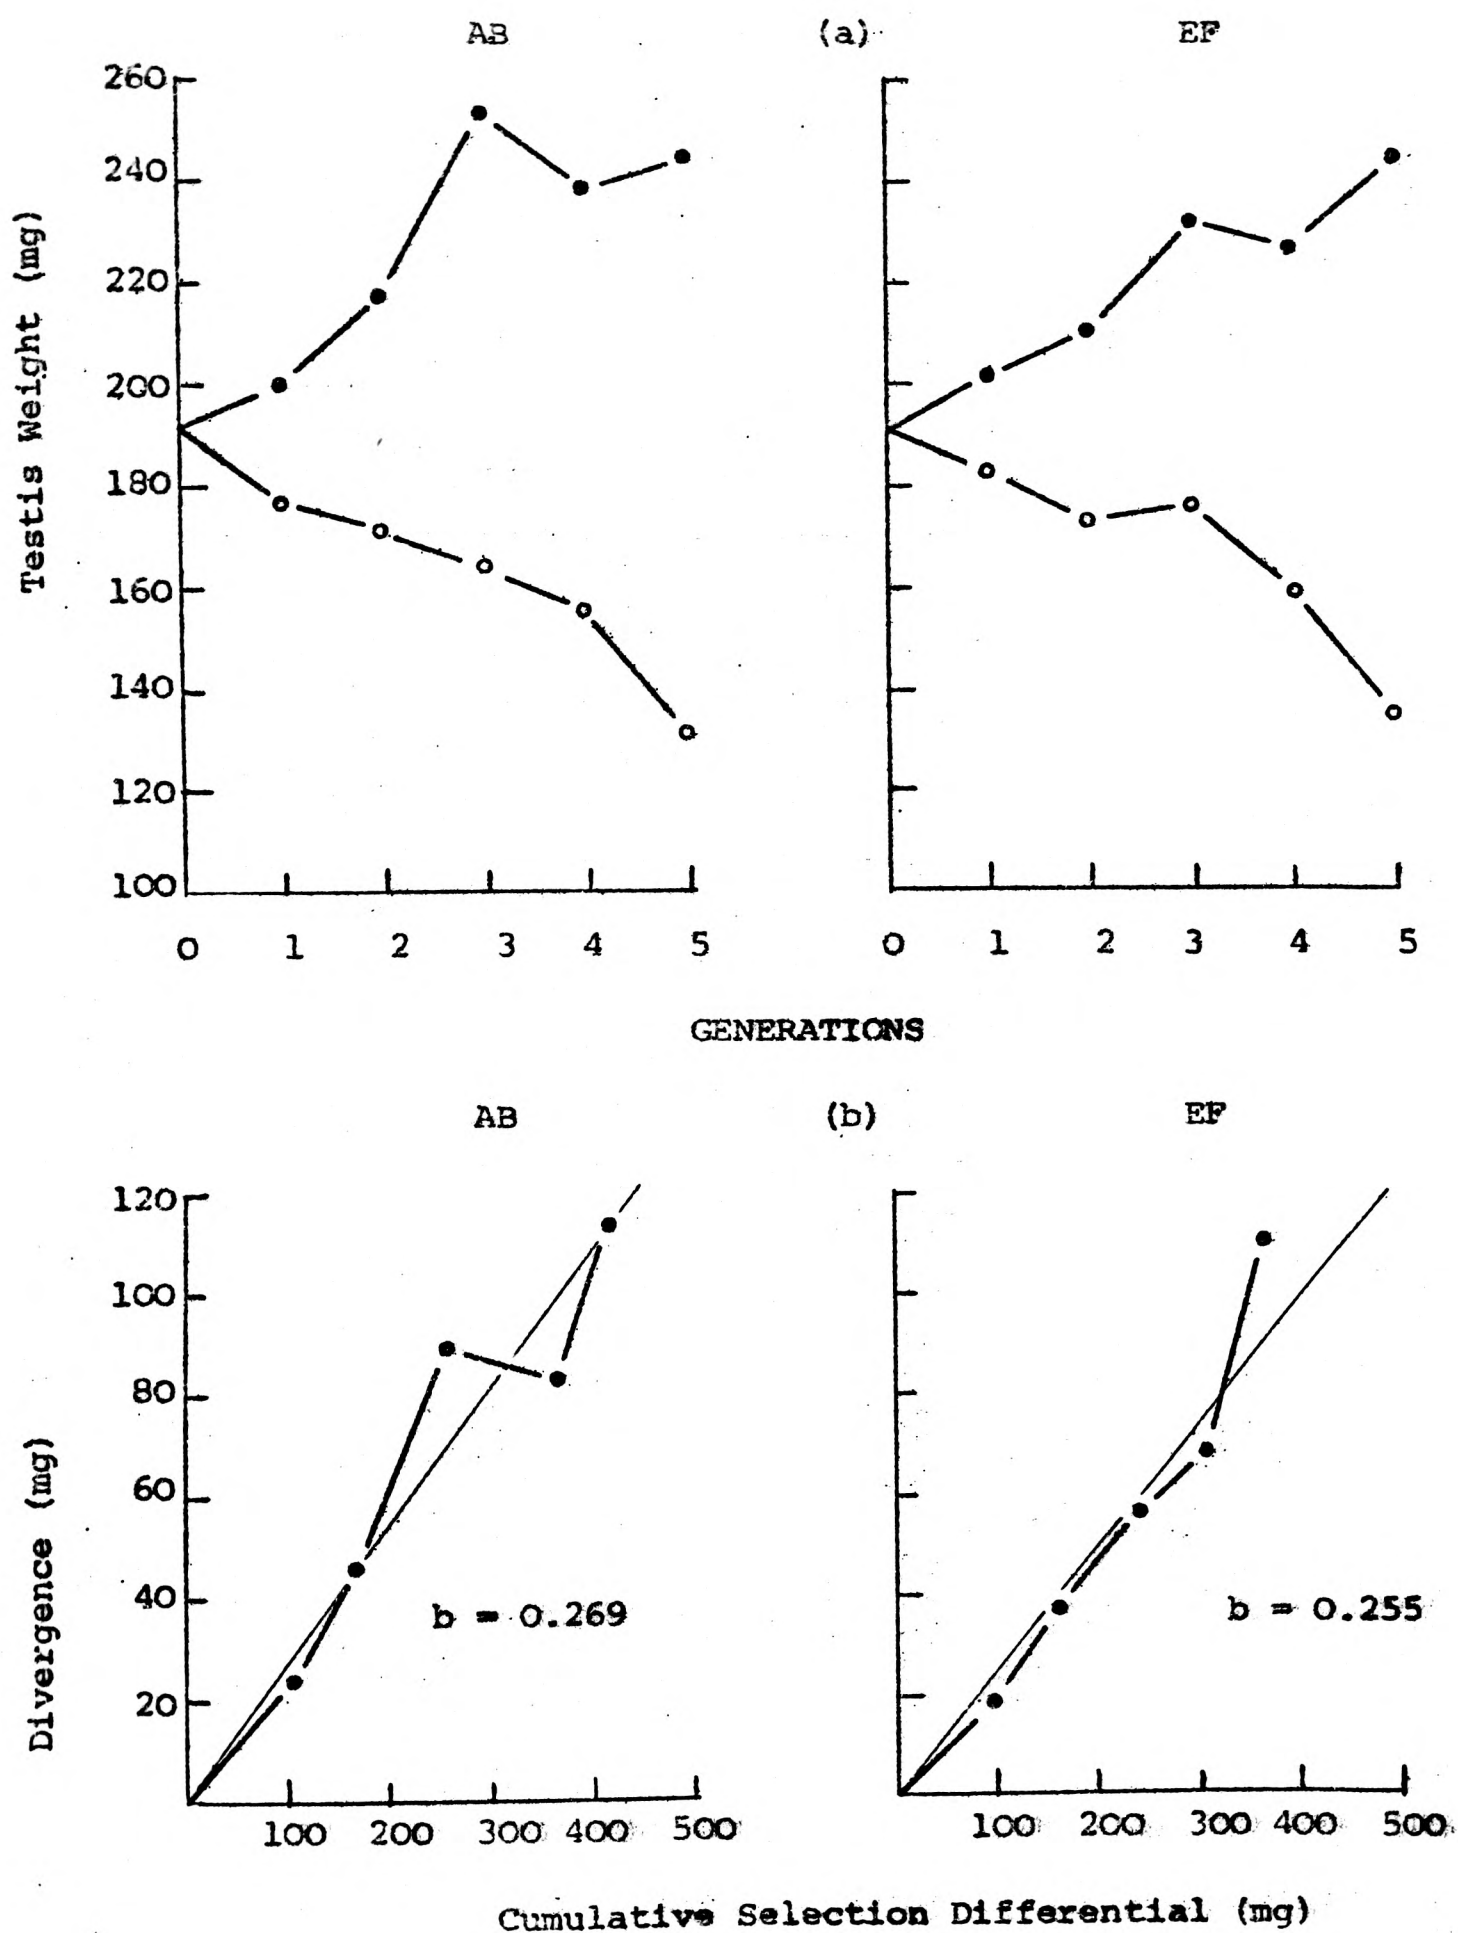 AB (a) EF
260
240
220
200
180
160
140
120
100
Testis Weight (mg)
0 1 2 3 4 5 0 1 2 3 4 5
GENERATIONS
AB (b) EF
120
100
80
60
40
20
Divergence (mg)
b = 0.269 b = 0.255
100 200 300 400 500 100 200 300 400 500
Cumulative Selection Differential (mg)